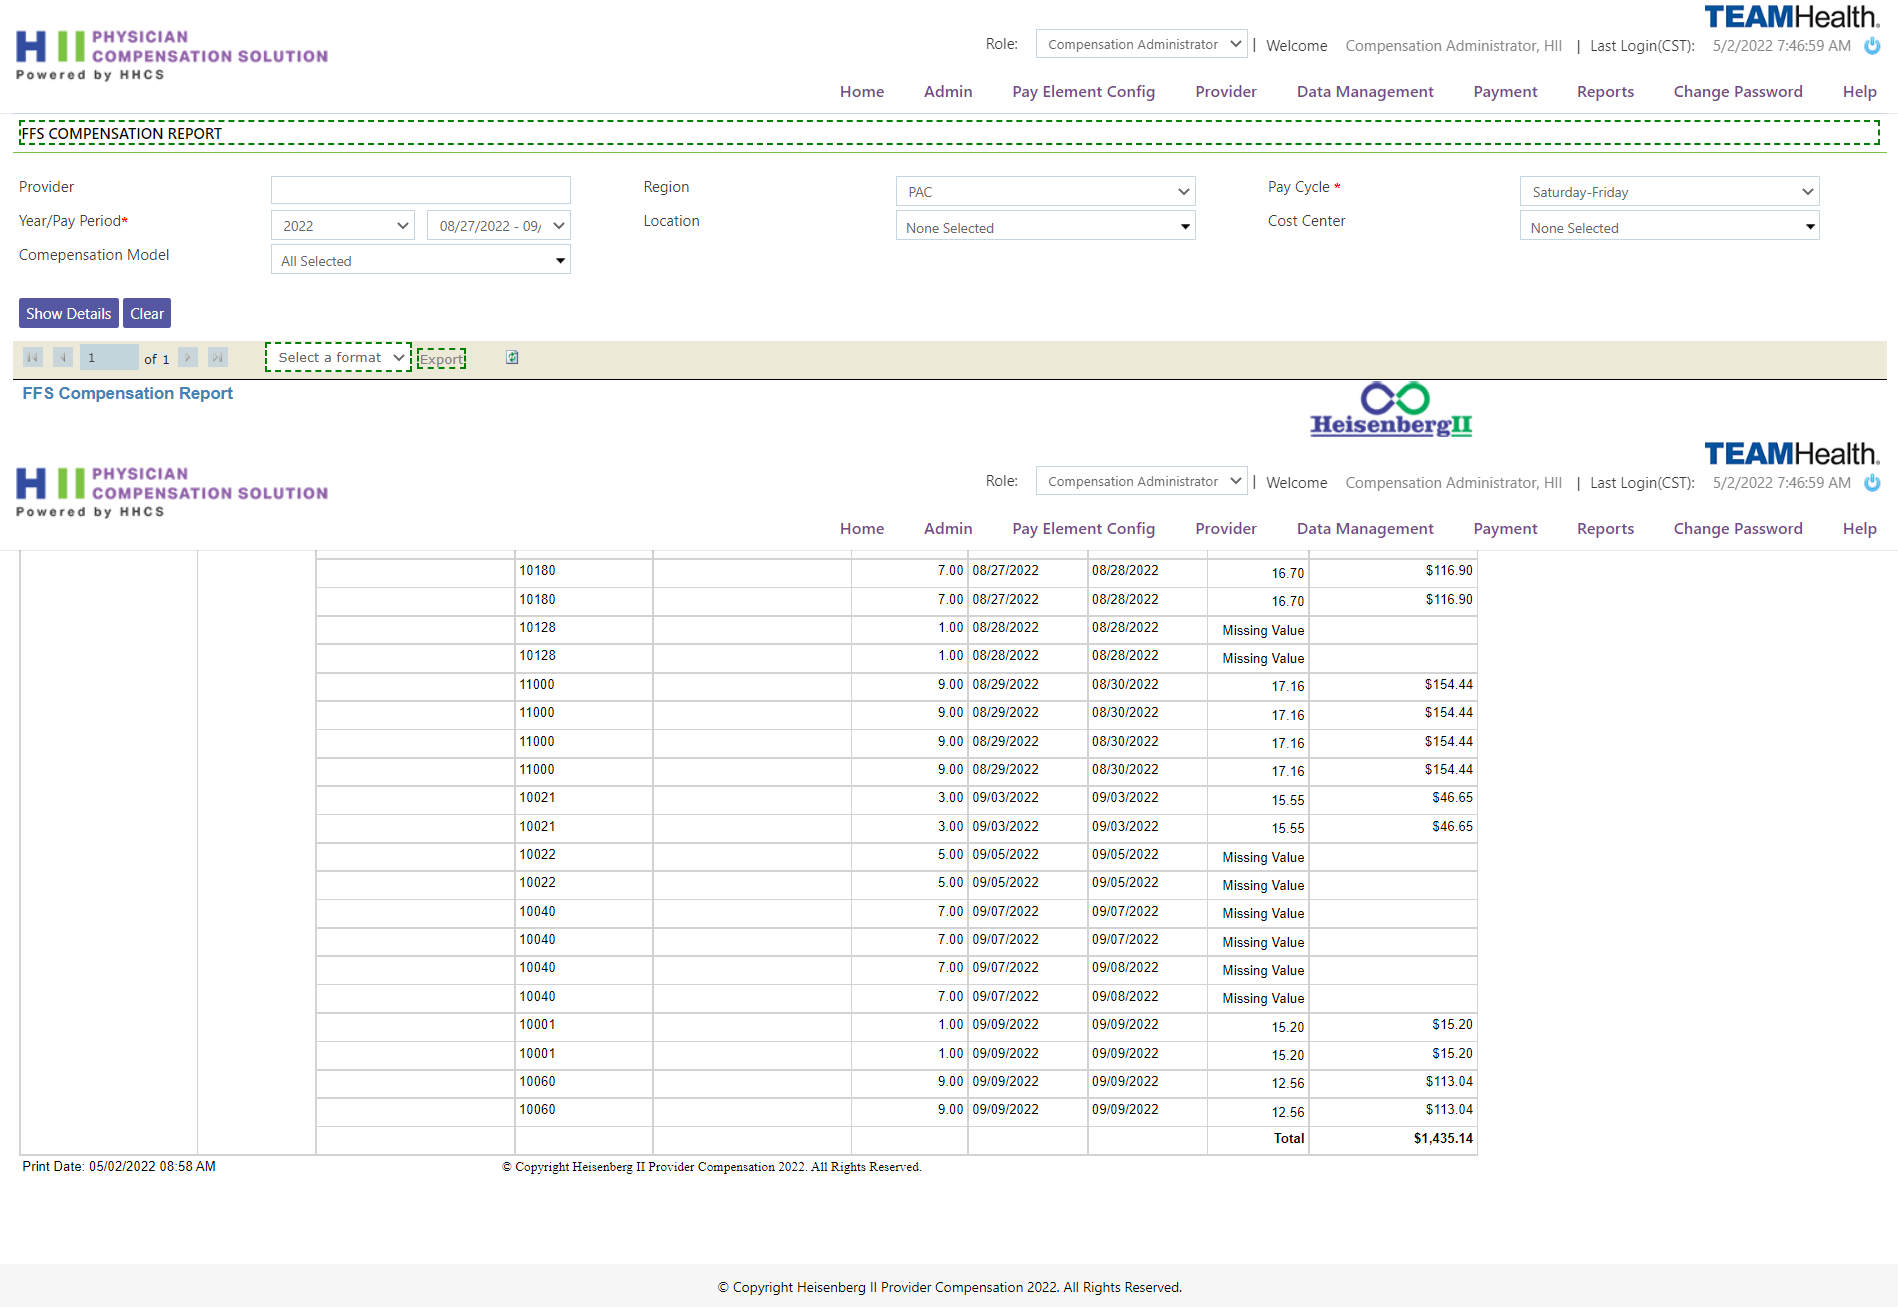 TEAMHealth.
HII PHYSICIAN
COMPENSATION SOLUTION
Powered by HHCS
Role: Compensation Administrator | Welcome Compensation Administrator, HII | Last Login(CST): 5/2/2022 7:46:59 AM
Home Admin Pay Element Config Provider Data Management Payment Reports Change Password Help
FFS COMPENSATION REPORT
Provider Region PAC Pay Cycle * Saturday-Friday
Year/Pay Period* 2022 08/27/2022 - 09/ Location None Selected Cost Center None Selected
Comepensation Model All Selected
Show Details Clear
1 of 1 Select a format Export
FFS Compensation Report
HeisenbergII
TEAMHealth.
HII PHYSICIAN
COMPENSATION SOLUTION
Powered by HHCS
Role: Compensation Administrator | Welcome Compensation Administrator, HII | Last Login(CST): 5/2/2022 7:46:59 AM
Home Admin Pay Element Config Provider Data Management Payment Reports Change Password Help
10180 7.00 08/27/2022 08/28/2022 16.70 $116.90
10180 7.00 08/27/2022 08/28/2022 16.70 $116.90
10128 1.00 08/28/2022 08/28/2022 Missing Value
10128 1.00 08/28/2022 08/28/2022 Missing Value
11000 9.00 08/29/2022 08/30/2022 17.16 $154.44
11000 9.00 08/29/2022 08/30/2022 17.16 $154.44
11000 9.00 08/29/2022 08/30/2022 17.16 $154.44
11000 9.00 08/29/2022 08/30/2022 17.16 $154.44
10021 3.00 09/03/2022 09/03/2022 15.55 $46.65
10021 3.00 09/03/2022 09/03/2022 15.55 $46.65
10022 5.00 09/05/2022 09/05/2022 Missing Value
10022 5.00 09/05/2022 09/05/2022 Missing Value
10040 7.00 09/07/2022 09/07/2022 Missing Value
10040 7.00 09/07/2022 09/07/2022 Missing Value
10040 7.00 09/07/2022 09/08/2022 Missing Value
10040 7.00 09/07/2022 09/08/2022 Missing Value
10001 1.00 09/09/2022 09/09/2022 15.20 $15.20
10001 1.00 09/09/2022 09/09/2022 15.20 $15.20
10060 9.00 09/09/2022 09/09/2022 12.56 $113.04
10060 9.00 09/09/2022 09/09/2022 12.56 $113.04
Total $1,435.14
Print Date: 05/02/2022 08:58 AM © Copyright Heisenberg II Provider Compensation 2022. All Rights Reserved.
© Copyright Heisenberg II Provider Compensation 2022. All Rights Reserved.